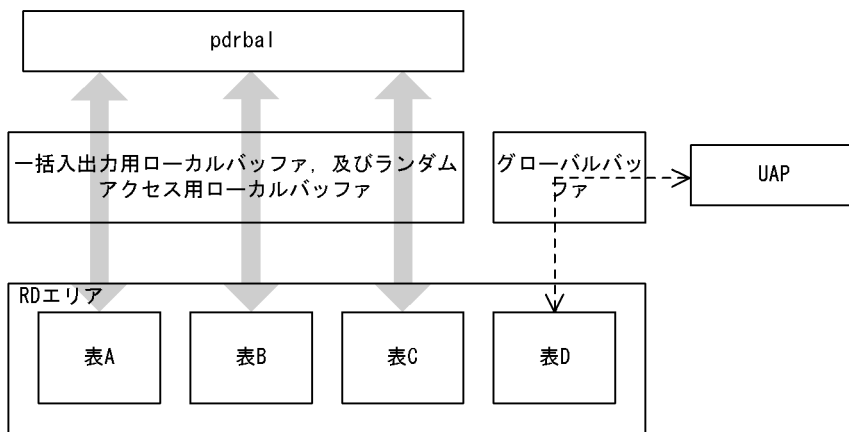 pdrbal
一括入出力用ローカルバッファ，及びランダム
アクセス用ローカルバッファ
グローバルバッ
ファ
UAP
RDエリア
表A
表B
表C
表D